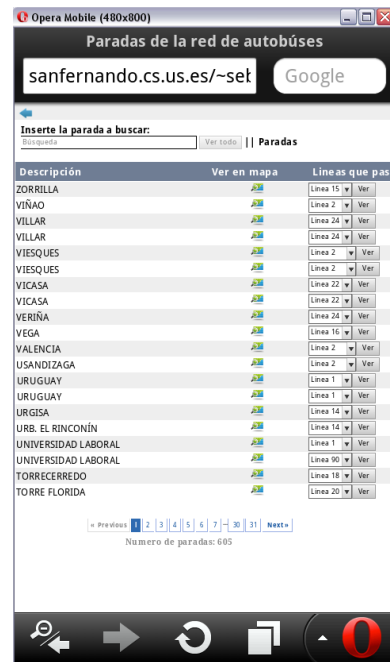 Opera Mobile (480x800)
Paradas de la red de autobúses
sanfernando.cs.us.es/~sel
Google
Inserte la parada a buscar:
Búsqueda Ver todo || Paradas
Descripción Ver en mapa Lineas que pas
ZORRILLA Linea 15 Ver
VIÑAO Linea 2 Ver
VILLAR Linea 24 Ver
VILLAR Linea 24 Ver
VIESQUES Linea 2 Ver
VIESQUES Linea 2 Ver
VICASA Linea 22 Ver
VICASA Linea 22 Ver
VERIÑA Linea 24 Ver
VEGA Linea 16 Ver
VALENCIA Linea 2 Ver
USANDIZAGA Linea 2 Ver
URUGUAY Linea 1 Ver
URUGUAY Linea 1 Ver
URGISA Linea 14 Ver
URB. EL RINCONÍN Linea 14 Ver
UNIVERSIDAD LABORAL Linea 1 Ver
UNIVERSIDAD LABORAL Linea 90 Ver
TORRECERREDO Linea 18 Ver
TORRE FLORIDA Linea 20 Ver
« Previous 1 2 3 4 5 6 7 ... 30 31 Next »
Numero de paradas: 605